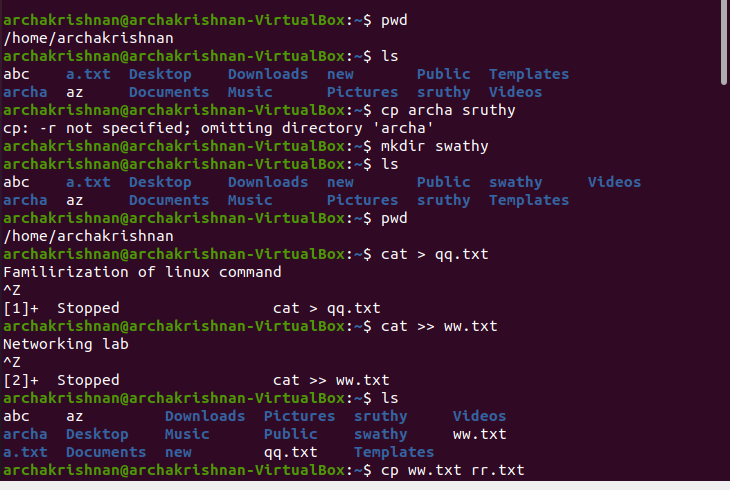 archakrishnan@archakrishnan-VirtualBox:~$ pwd
/home/archakrishnan
archakrishnan@archakrishnan-VirtualBox:~$ ls
abc    a.txt  Desktop    Downloads  new       Public  Templates
archa  az     Documents  Music      Pictures  sruthy  Videos
archakrishnan@archakrishnan-VirtualBox:~$ cp archa sruthy
cp: -r not specified; omitting directory 'archa'
archakrishnan@archakrishnan-VirtualBox:~$ mkdir swathy
archakrishnan@archakrishnan-VirtualBox:~$ ls
abc    a.txt  Desktop    Downloads  new       Public  swathy     Videos
archa  az     Documents  Music      Pictures  sruthy  Templates
archakrishnan@archakrishnan-VirtualBox:~$ pwd
/home/archakrishnan
archakrishnan@archakrishnan-VirtualBox:~$ cat > qq.txt
Familirization of linux command
^Z
[1]+  Stopped                 cat > qq.txt
archakrishnan@archakrishnan-VirtualBox:~$ cat >> ww.txt
Networking lab
^Z
[2]+  Stopped                 cat >> ww.txt
archakrishnan@archakrishnan-VirtualBox:~$ ls
abc    az         Downloads  Pictures  sruthy     Videos
archa  Desktop    Music      Public    swathy     ww.txt
a.txt  Documents  new        qq.txt    Templates
archakrishnan@archakrishnan-VirtualBox:~$ cp ww.txt rr.txt